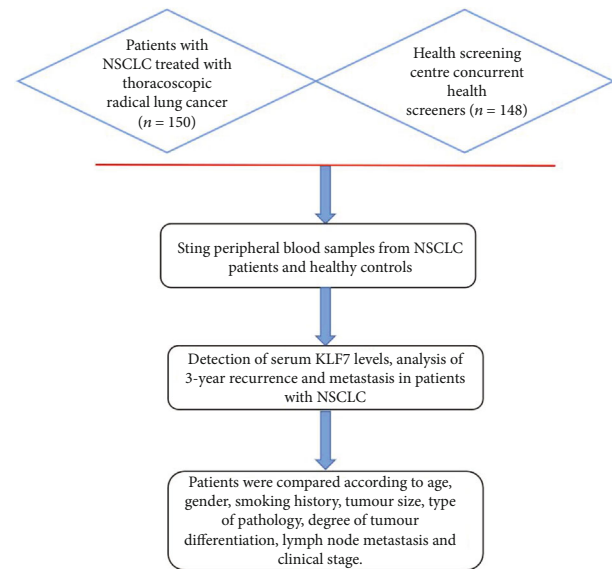 Patients with
NSCLC treated with
thoracoscopic
radical lung cancer
(n = 150)
Health screening
centre concurrent
health
screeners (n = 148)
Sting peripheral blood samples from NSCLC
patients and healthy controls
Detection of serum KLF7 levels, analysis of
3-year recurrence and metastasis in patients
with NSCLC
Patients were compared according to age,
gender, smoking history, tumour size, type
of pathology, degree of tumour
differentiation, lymph node metastasis and
clinical stage.